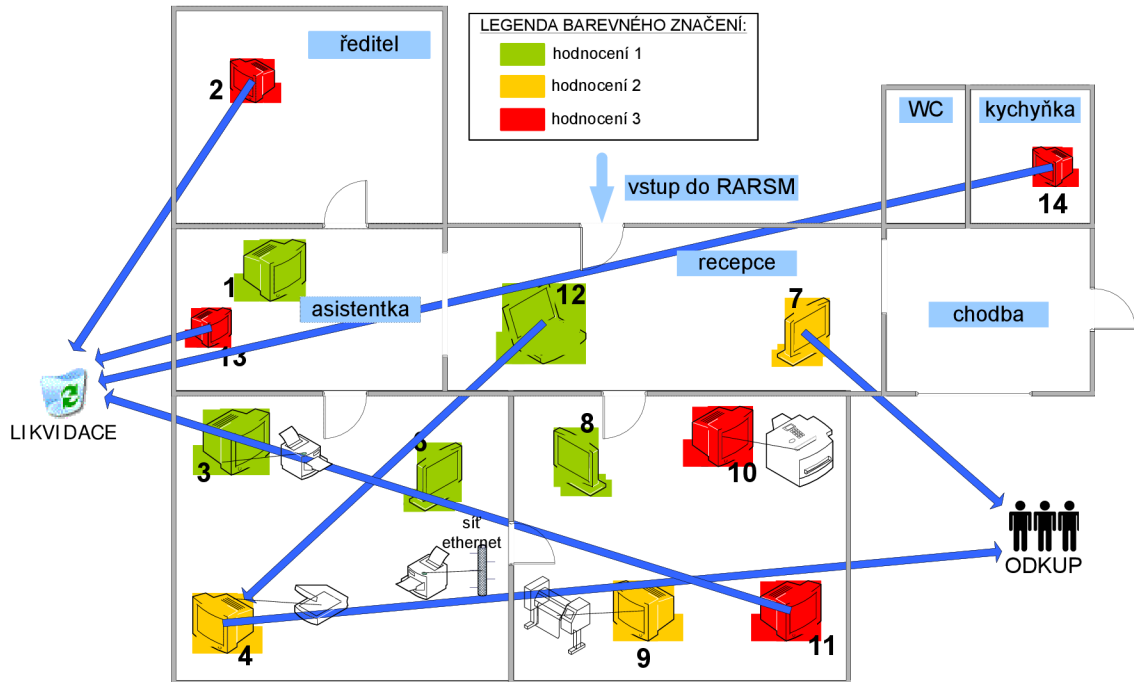 LEGENDA BAREVNÉHO ZNAČENÍ:
hodnocení 1
hodnocení 2
hodnocení 3
ředitel
2
WC
kychyňka
14
vstup do RARSM
recepce
1
asistentka
12
7
chodba
13
LIKVIDACE
3
6
8
10
síť
ethernet
ODKUP
4
9
11